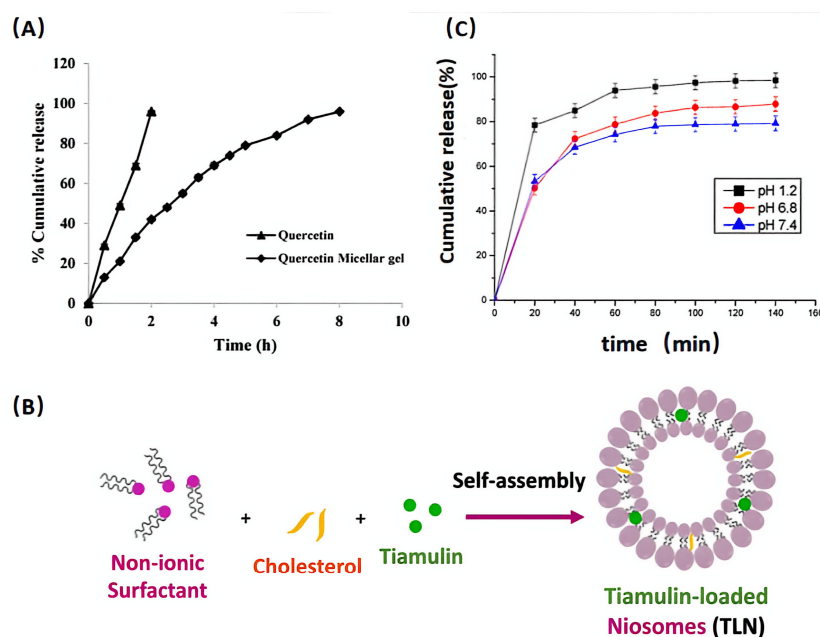 (A)
% Cumulative release
120
100
80
60
40
20
0
0 2 4 6 8 10
Time (h)
Quercetin
Quercetin Micellar gel
(C)
Cumulative release(%)
100
80
60
40
20
0
0 20 40 60 80 100 120 140 160
time (min)
pH 1.2
pH 6.8
pH 7.4
(B)
Non-ionic
Surfactant
+
Cholesterol
+
Tiamulin
Self-assembly
Tiamulin-loaded
Niosomes (TLN)